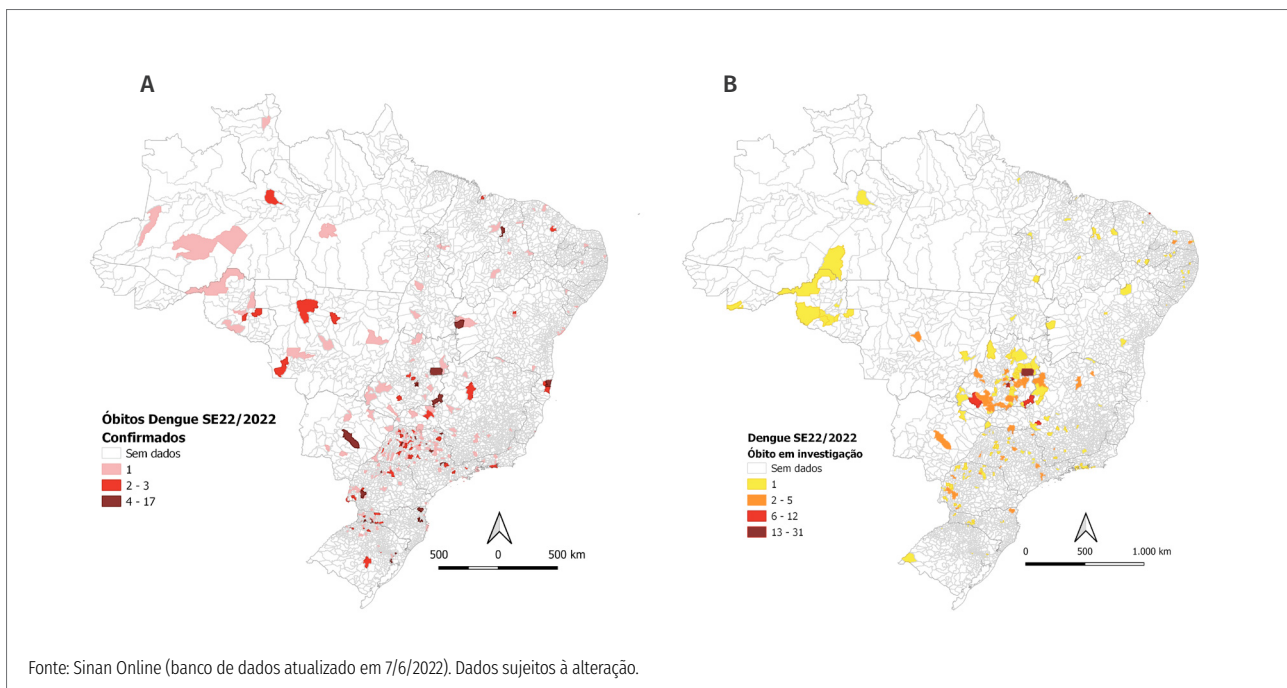 A
B
Óbitos Dengue SE22/2022
Confirmados
Sem dados
1
2 - 3
4 - 17
500 0 500 km
Dengue SE22/2022
Óbito em investigação
Sem dados
1
2 - 5
6 - 12
13 - 31
0 500 1.000 km
Fonte: Sinan Online (banco de dados atualizado em 7/6/2022). Dados sujeitos à alteração.